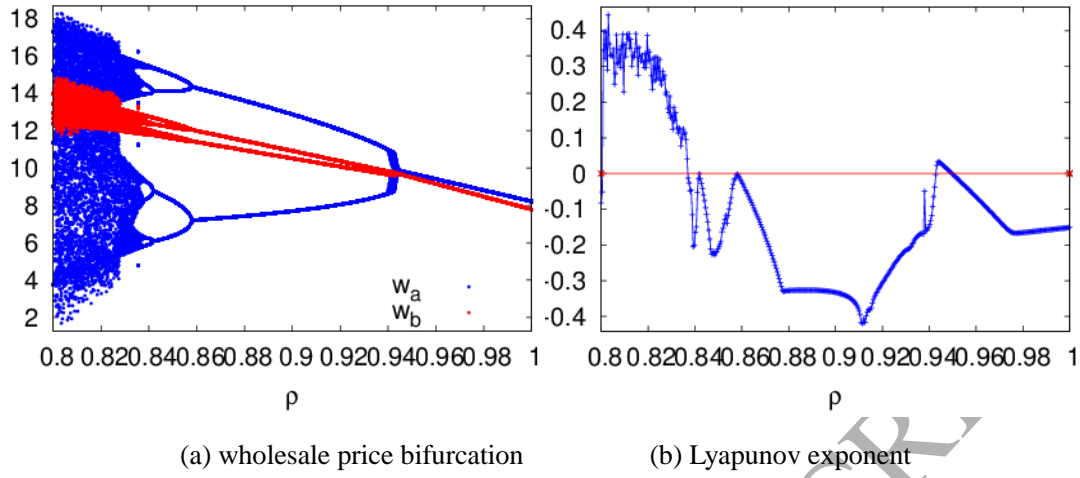 18
16
14
12
10
8
6
4
2
w_a
w_b
0.8 0.82 0.84 0.86 0.88 0.9 0.92 0.94 0.96 0.98 1
ρ
(a) wholesale price bifurcation
0.4
0.3
0.2
0.1
0
-0.1
-0.2
-0.3
-0.4
0.8 0.82 0.84 0.86 0.88 0.9 0.92 0.94 0.96 0.98 1
ρ
(b) Lyapunov exponent